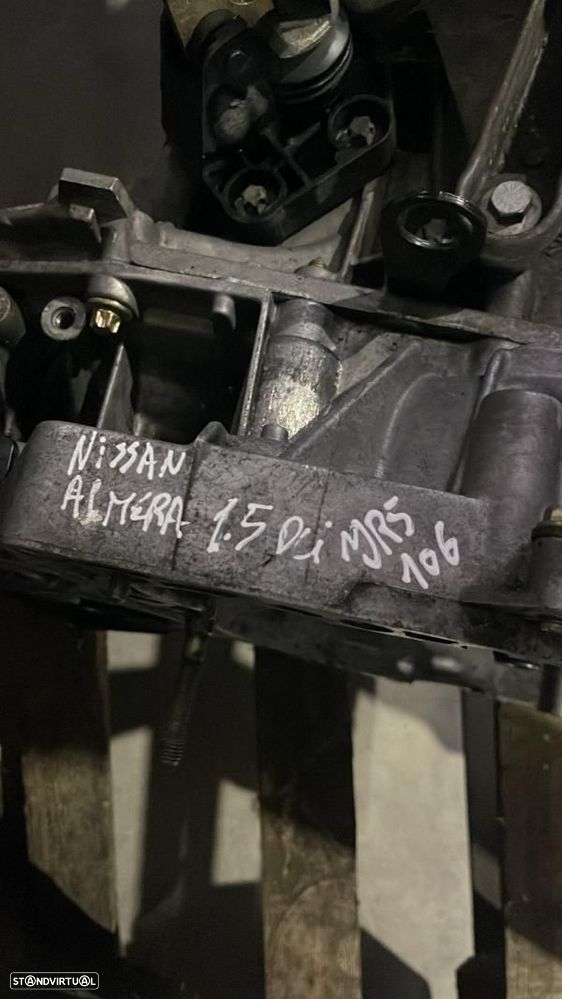 NiSSAN
ALMERA 1.5 DCi MJR5
106
STANDVIRTUAL